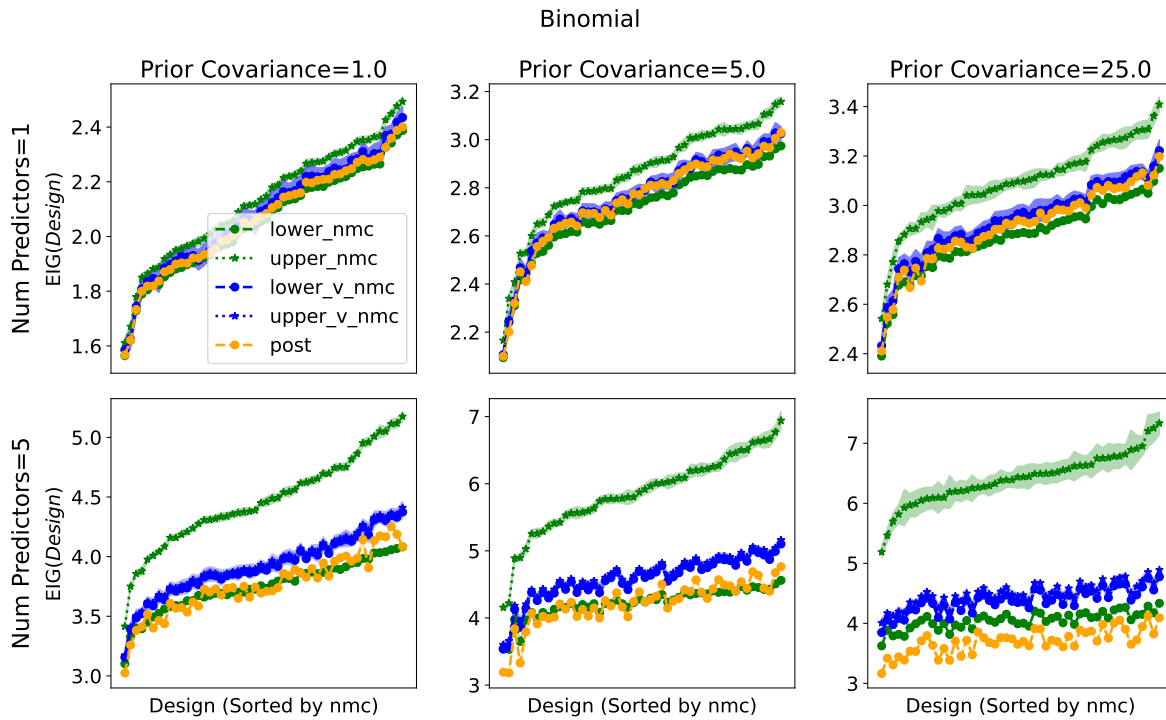 Binomial
Prior Covariance=1.0
Prior Covariance=5.0
Prior Covariance=25.0
Num Predictors=1
EIG(Design)
2.4
2.2
2.0
1.8
1.6
lower_nmc
upper_nmc
lower_v_nmc
upper_v_nmc
post
3.2
3.0
2.8
2.6
2.4
2.2
3.4
3.2
3.0
2.8
2.6
2.4
Num Predictors=5
EIG(Design)
5.0
4.5
4.0
3.5
3.0
7
6
5
4
3
7
6
5
4
3
Design (Sorted by nmc)
Design (Sorted by nmc)
Design (Sorted by nmc)